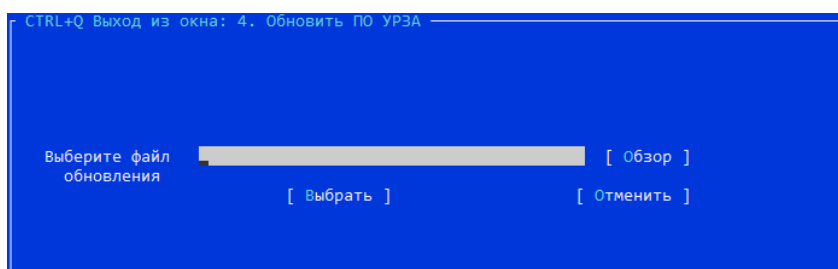 CTRL+Q Выход из окна: 4. Обновить ПО УРЗА
Выберите файл [ Обзор ]
обновления
[ Выбрать ] [ Отменить ]